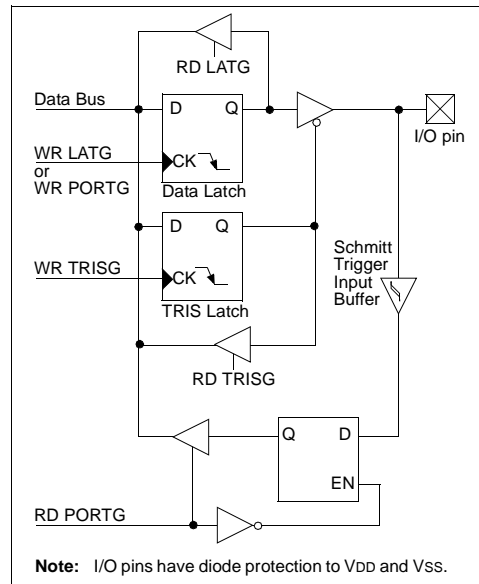 RD LATG
Data Bus
D Q
I/O pin
WR LATG
or
WR PORTG
CK
Data Latch
D Q
WR TRISG
CK
TRIS Latch
Schmitt
Trigger
Input
Buffer
RD TRISG
Q D
EN
RD PORTG
Note: I/O pins have diode protection to VDD and VSS.